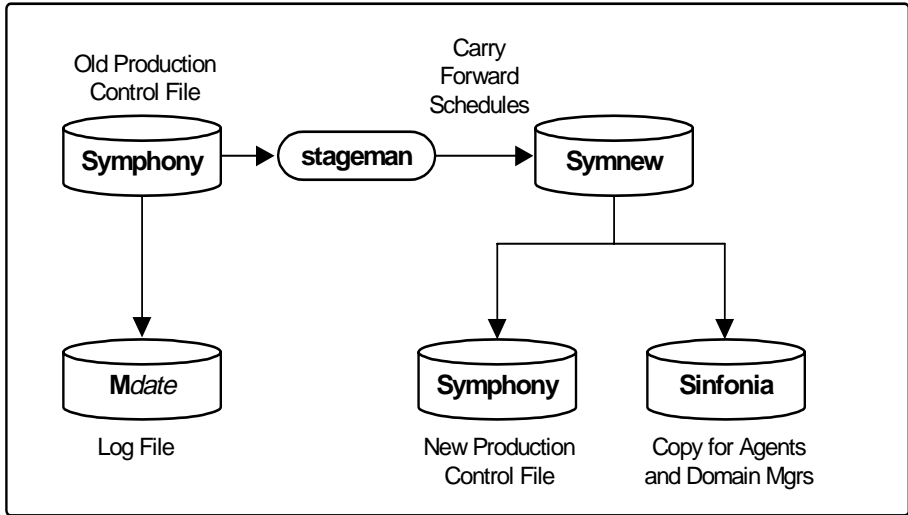 Old Production
Control File
Carry
Forward
Schedules
Symphony
stageman
Symnew
Mdate
Log File
Symphony
New Production
Control File
Sinfonia
Copy for Agents
and Domain Mgrs